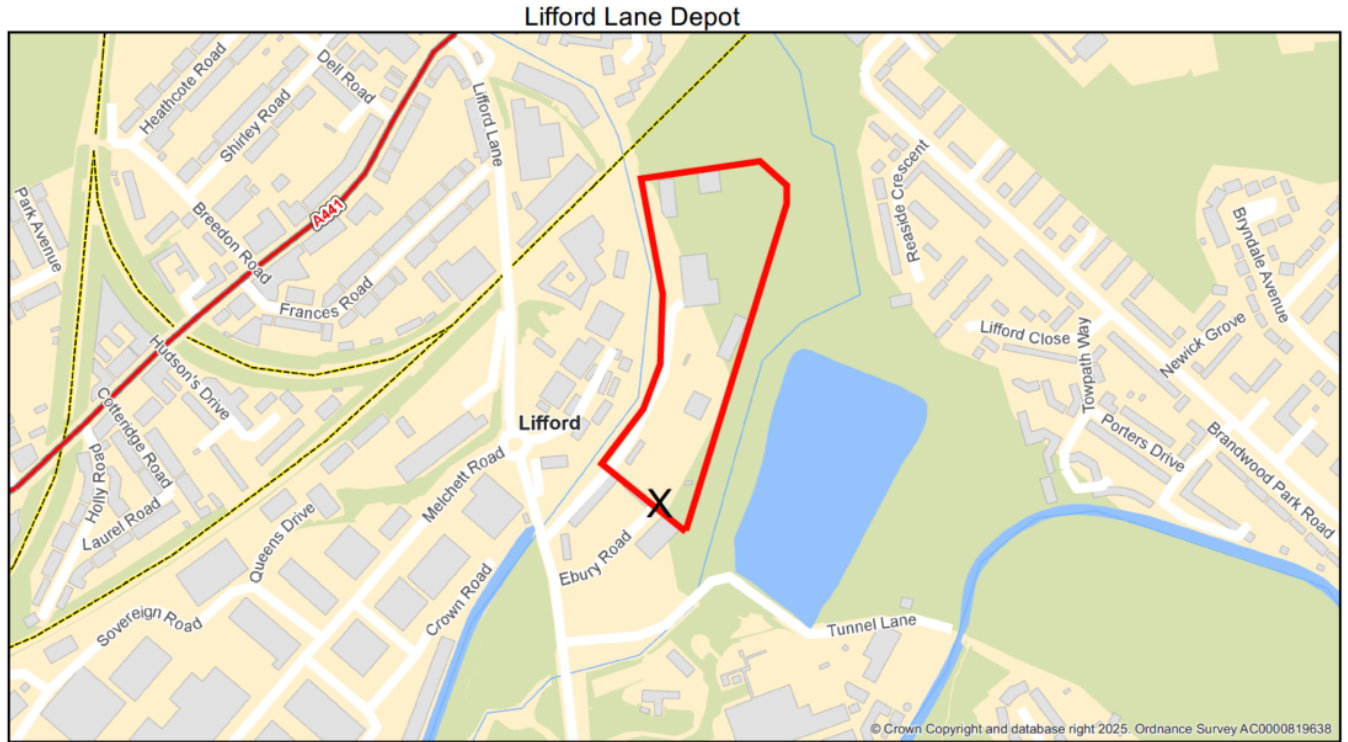 Lifford Lane Depot
Heathcote Road
Shirley Road
Dell Road
Lifford Lane
Park Avenue
Breedon Road
A441
Frances Road
Hudson's Drive
Cotteridge Road
Holly Road
Laurel Road
Queens Drive
Sovereign Road
Melchett Road
Crown Road
Lifford
X
Ebury Road
Tunnel Lane
Reaside Crescent
Lifford Close
Towpath Way
Porters Drive
Newick Grove
Bryndale Avenue
Brandwood Park Road
© Crown Copyright and database right 2025. Ordnance Survey AC0000819638